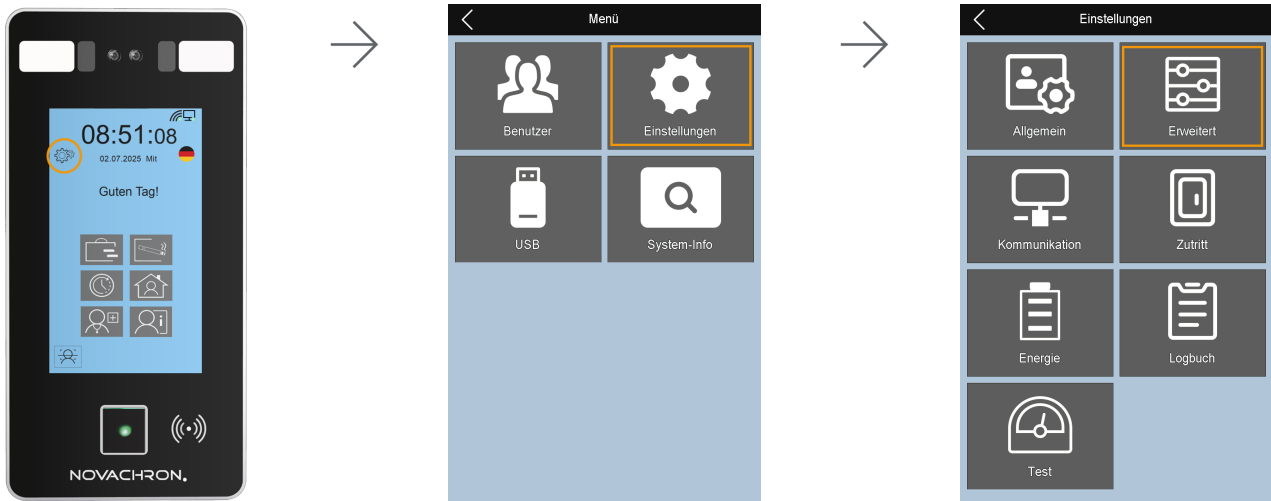 08:51:08
02.07.2025 Mit
Guten Tag!
NOVACHRON.
Menü
Benutzer
Einstellungen
USB
System-Info
Einstellungen
Allgemein
Erweitert
Kommunikation
Zutritt
Energie
Logbuch
Test